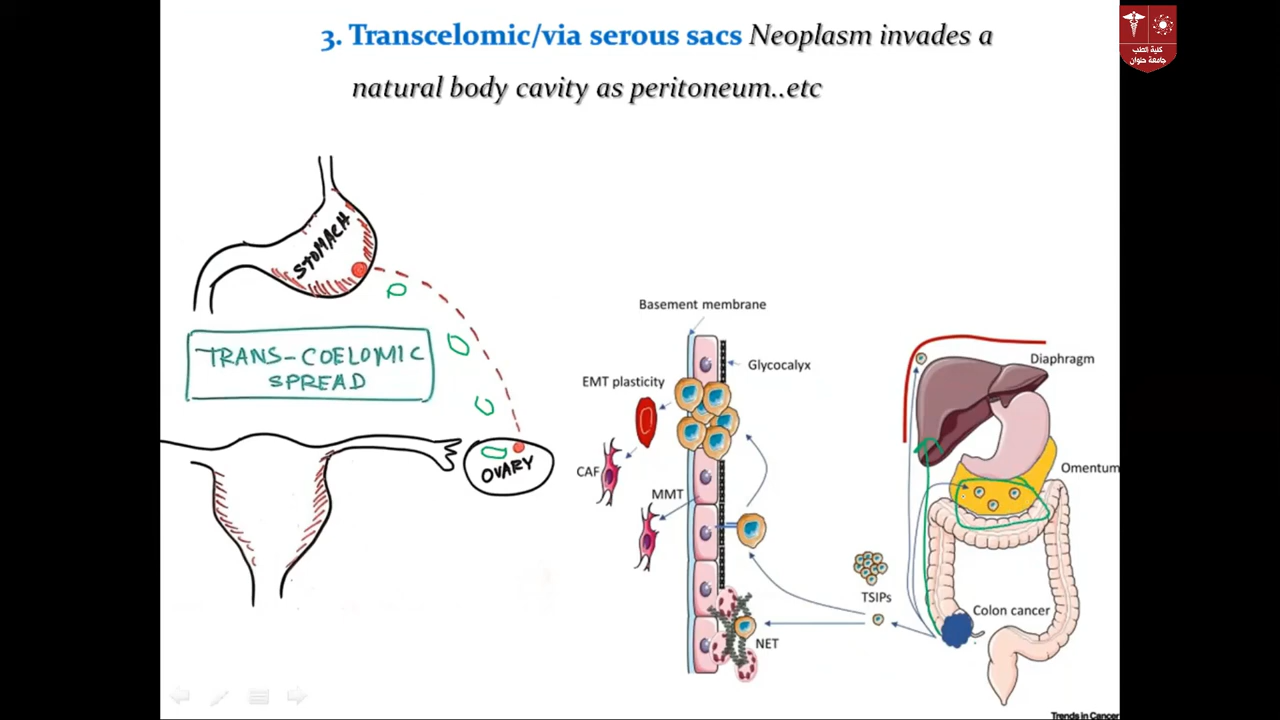 3. Transcelomic/via serous sacs Neoplasm invades a
natural body cavity as peritoneum..etc
كلية الطب
جامعة حلوان
STOMACH
TRANS-COELOMIC
SPREAD
OVARY
Basement membrane
Glycocalyx
EMT plasticity
CAF
MMT
TSIPs
NET
Diaphragm
Omentum
Colon cancer
Trends in Cancer